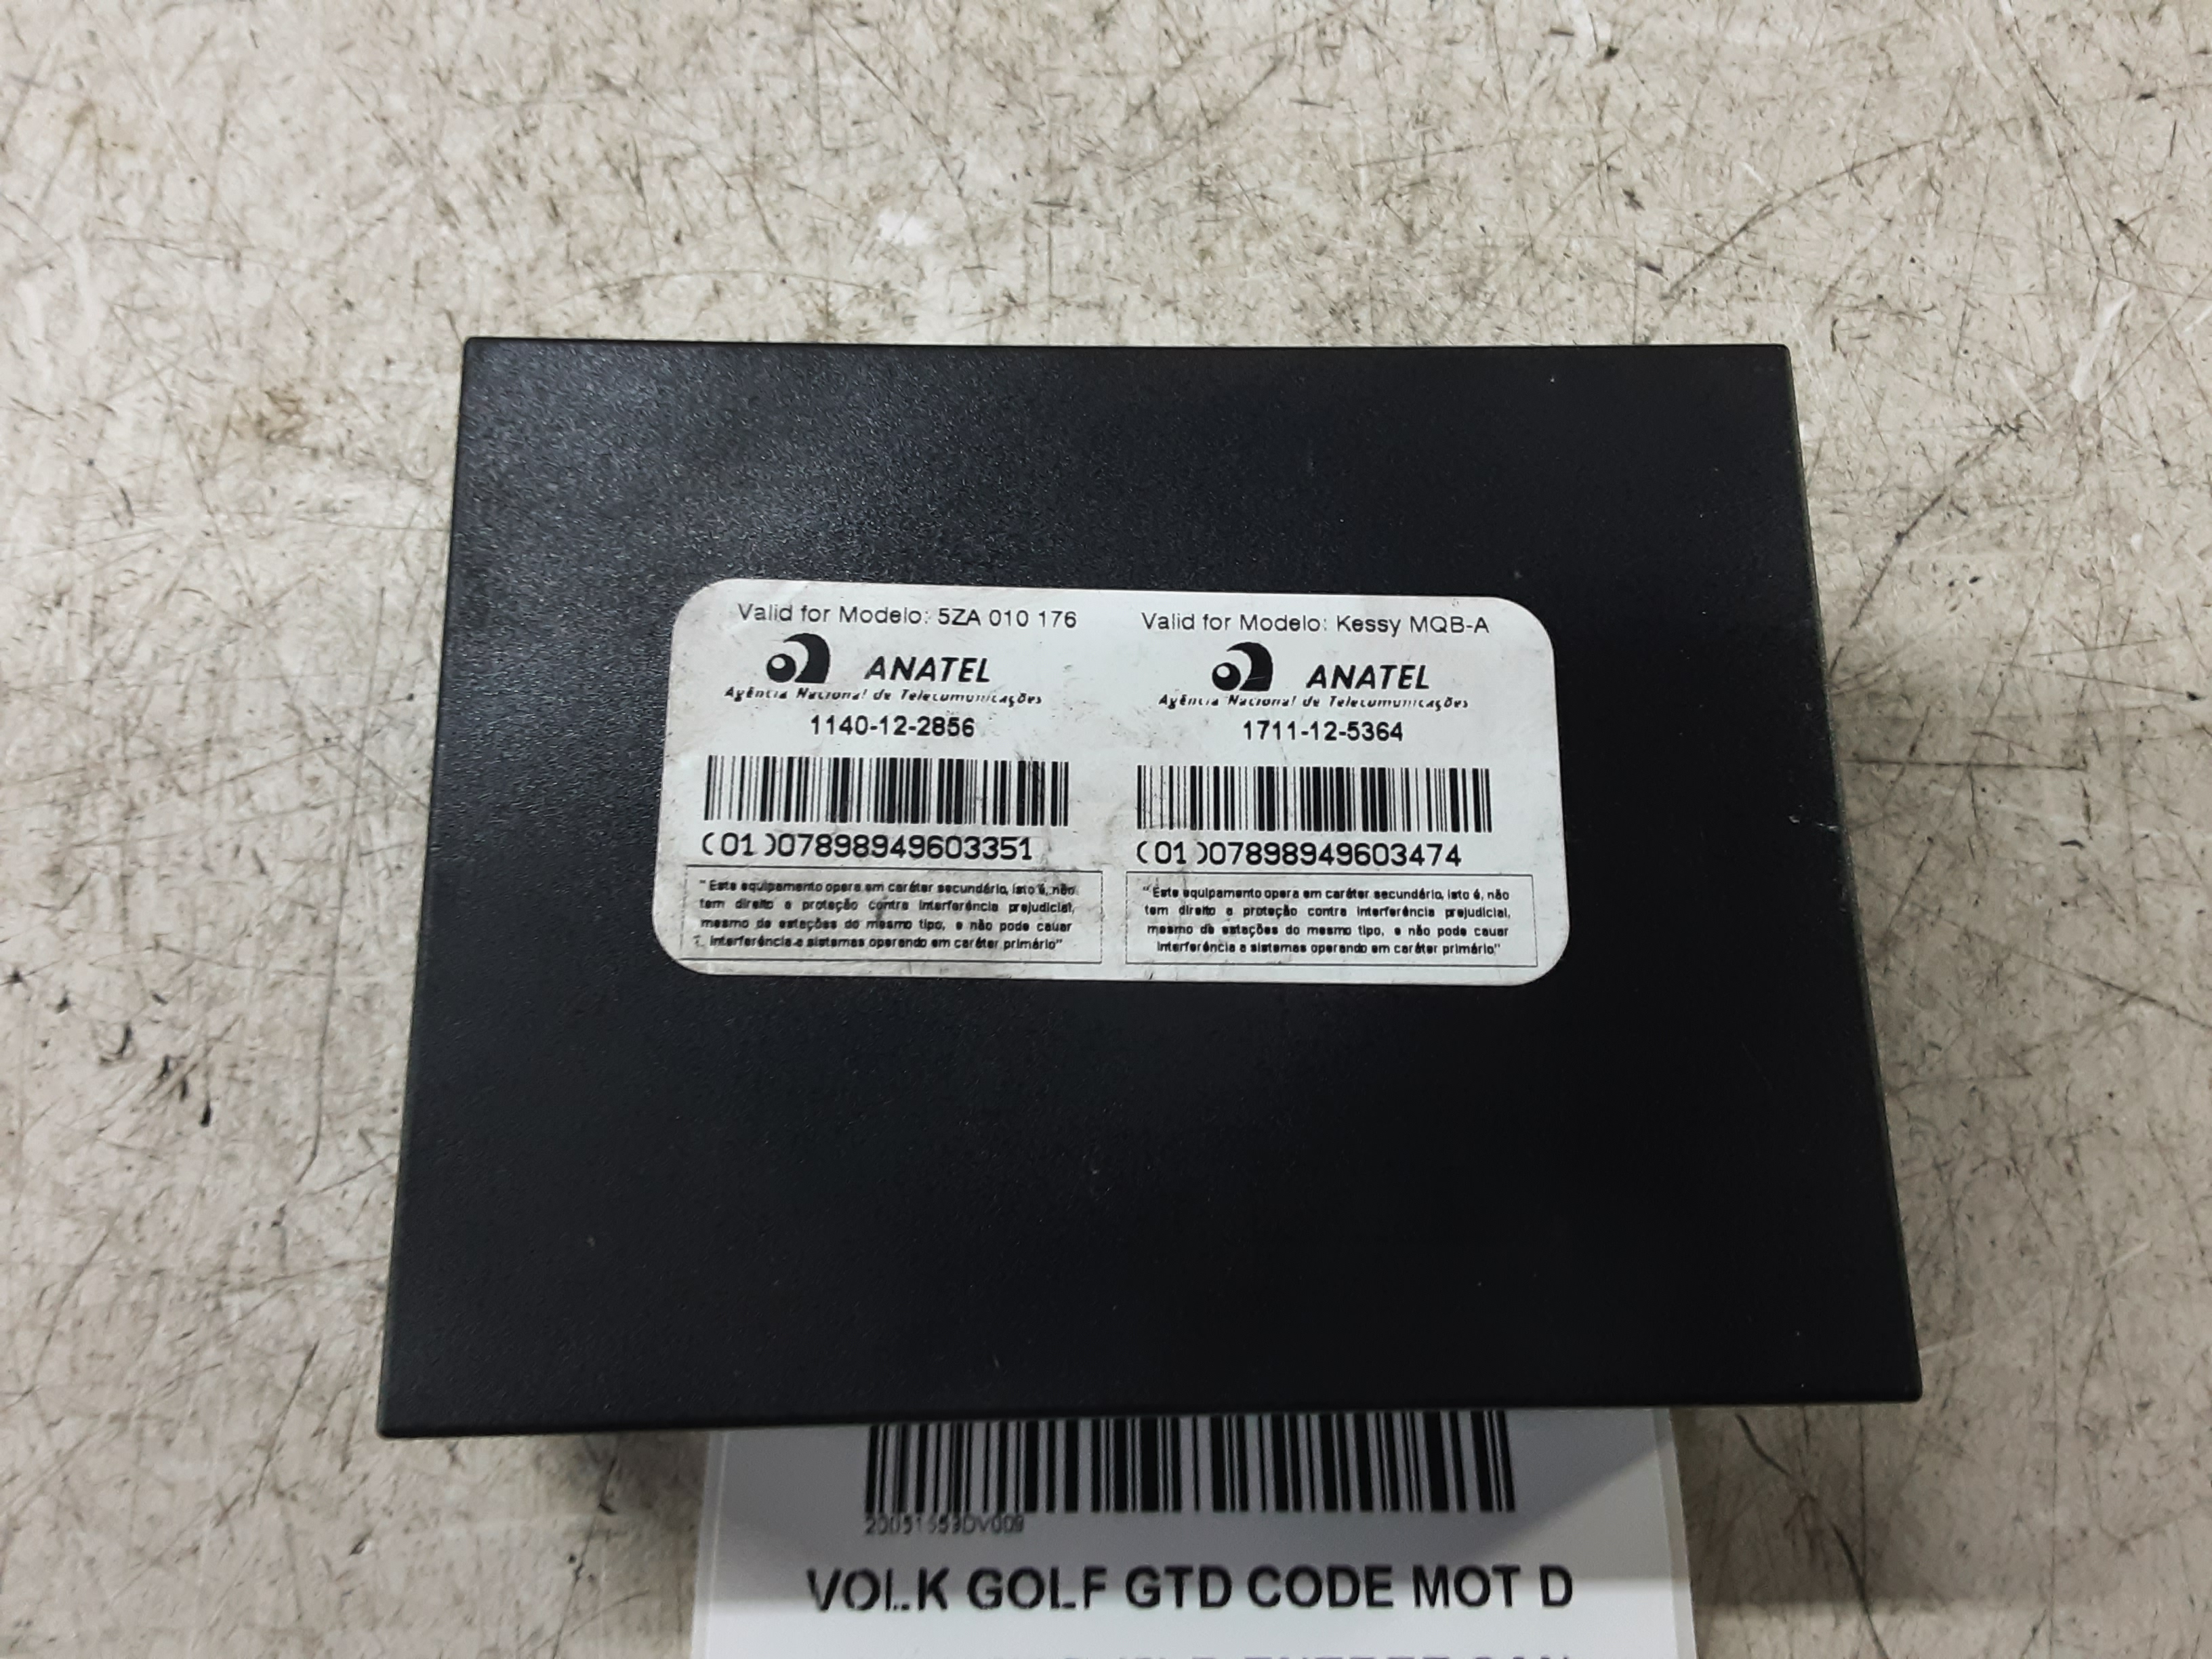 Valid for Modelo: 5ZA 010 176
ANATEL
Agência Nacional de Telecomunicações
1140-12-2856
(01)07898949603351
"Este equipamento opera em caráter secundário, isto é, não
tem direito a proteção contra interferência prejudicial,
mesmo de estações do mesmo tipo, e não pode causar
interferência a sistemas operando em caráter primário"
Valid for Modelo: Kessy MQB-A
ANATEL
Agência Nacional de Telecomunicações
1711-12-5364
(01)07898949603474
"Este equipamento opera em caráter secundário, isto é, não
tem direito a proteção contra interferência prejudicial,
mesmo de estações do mesmo tipo, e não pode causar
interferência a sistemas operando em caráter primário"
VOLK GOLF GTD CODE MOT D